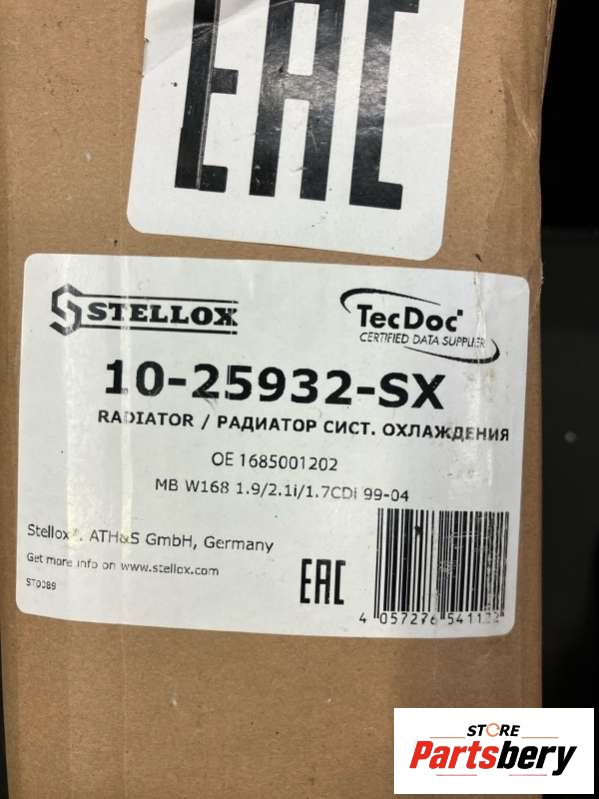 EAC
STELLOX
TecDoc
CERTIFIED DATA SUPPLIER
10-25932-SX
RADIATOR / РАДИАТОР СИСТ. ОХЛАЖДЕНИЯ
OE 1685001202
MB W168 1.9/2.1i/1.7CDi 99-04
Stellox®, ATH&S GmbH, Germany
Get more info on www.stellox.com
ST0089
EAC
4 057276
STORE
Partsbery